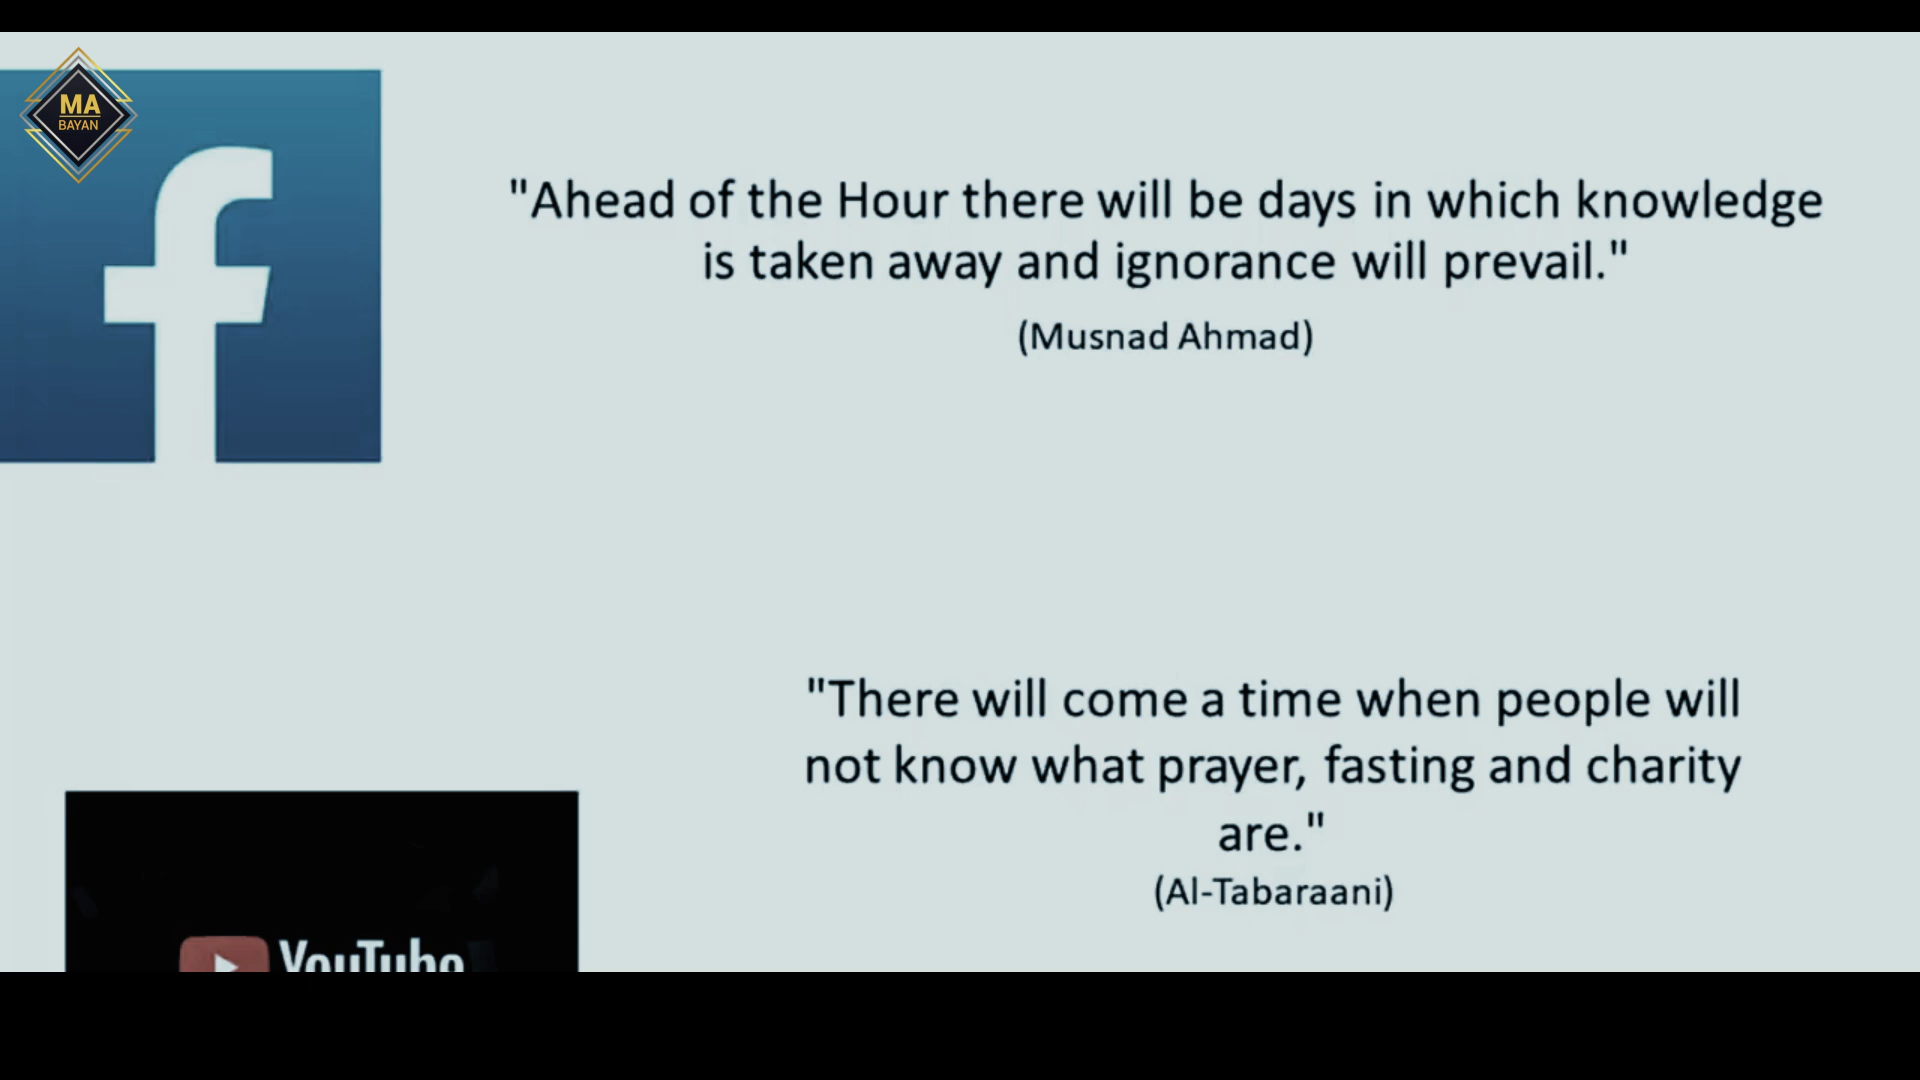 MA
BAYAN
"Ahead of the Hour there will be days in which knowledge
is taken away and ignorance will prevail."
(Musnad Ahmad)
"There will come a time when people will
not know what prayer, fasting and charity
are."
(Al-Tabaraani)
YouTube